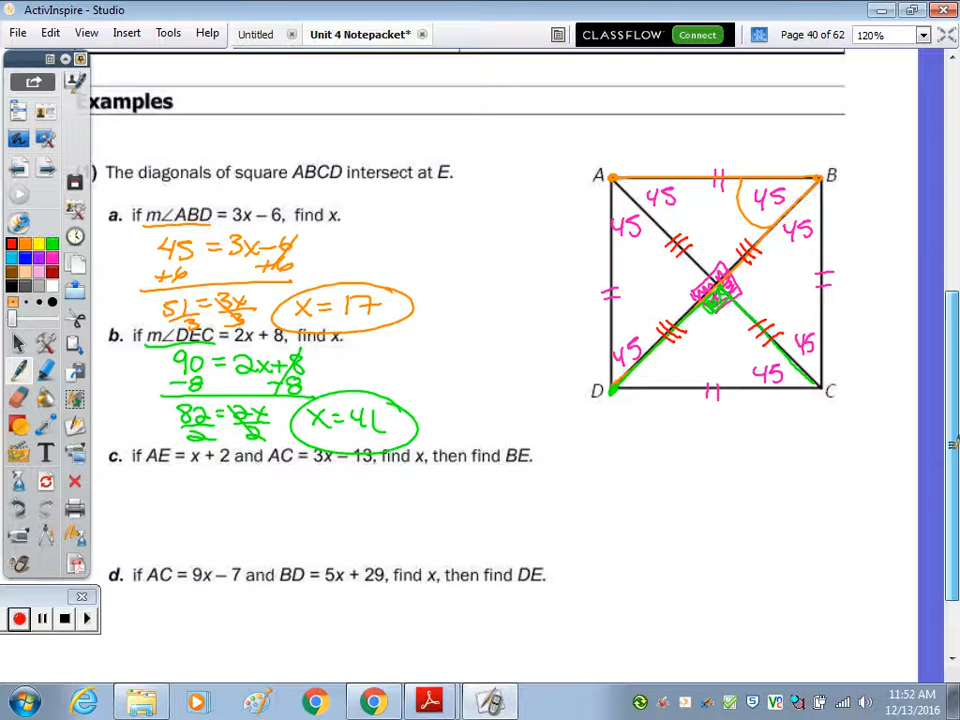 ActivInspire - Studio
File Edit View Insert Tools Help
Untitled
Unit 4 Notepacket*
CLASSFLOW Connect
Page 40 of 62
120%
Examples
) The diagonals of square ABCD intersect at E.
a. if m∠ABD = 3x – 6, find x.
45 = 3x-6
+6 +6
51 = 3x
3 3
x = 17
b. if m∠DEC = 2x + 8, find x.
90 = 2x+8
-8 -8
82 = 2x
2 2
x = 41
c. if AE = x + 2 and AC = 3x – 13, find x, then find BE.
d. if AC = 9x – 7 and BD = 5x + 29, find x, then find DE.
A B
45 45
45 45
45 45
45
D C
11:52 AM
12/13/2016